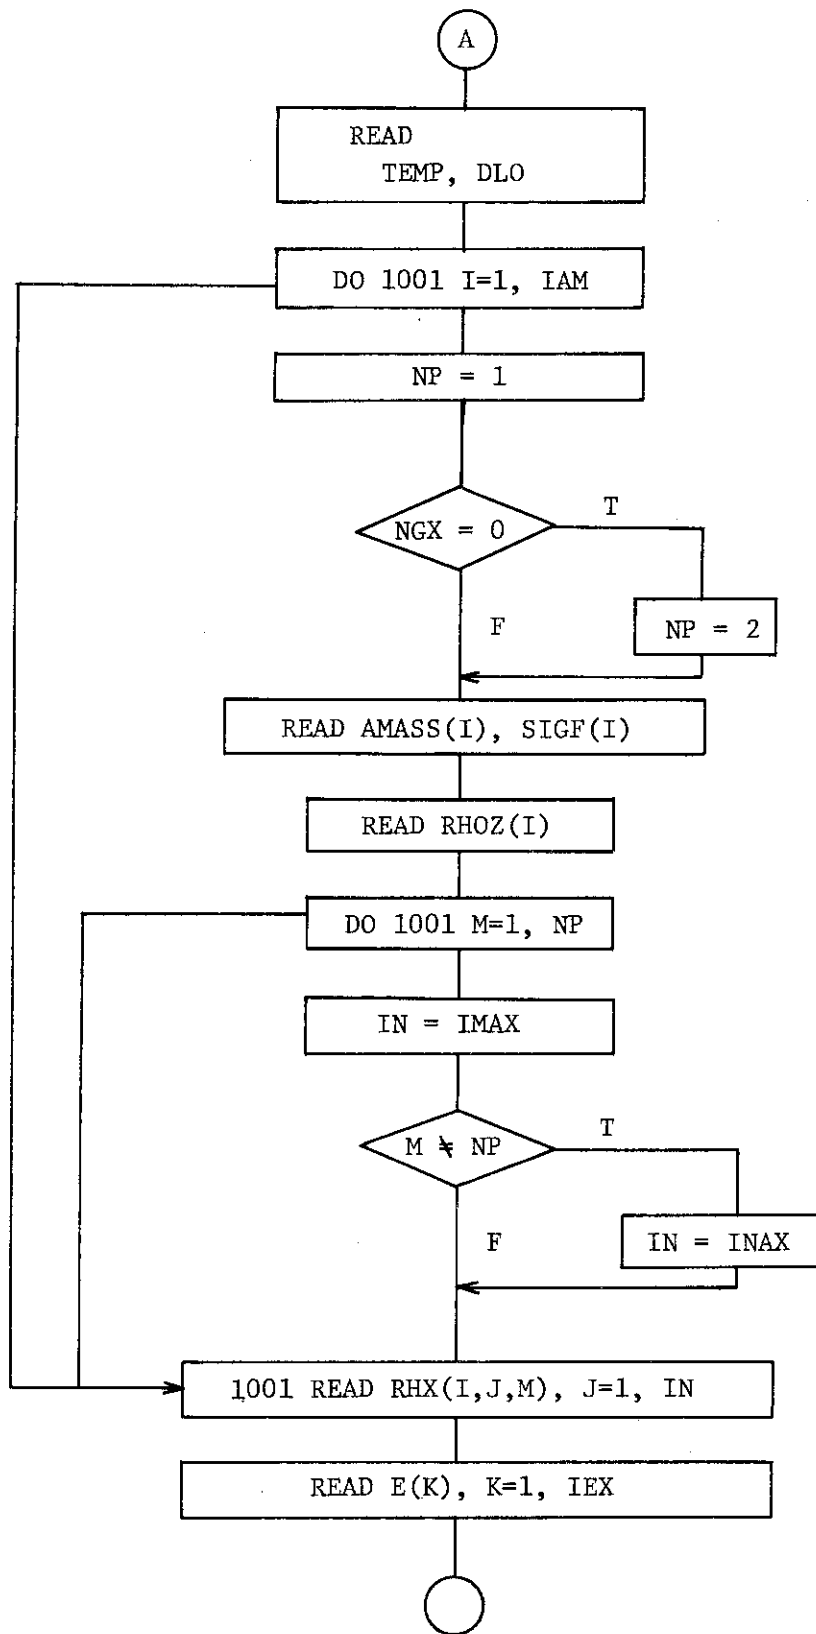 A
READ
TEMP, DLO
DO 1001 I=1, IAM
NP = 1
NGX = 0
T
F
NP = 2
READ AMASS(I), SIGF(I)
READ RHOZ(I)
DO 1001 M=1, NP
IN = IMAX
M ≠ NP
T
F
IN = INAX
1001 READ RHX(I,J,M), J=1, IN
READ E(K), K=1, IEX